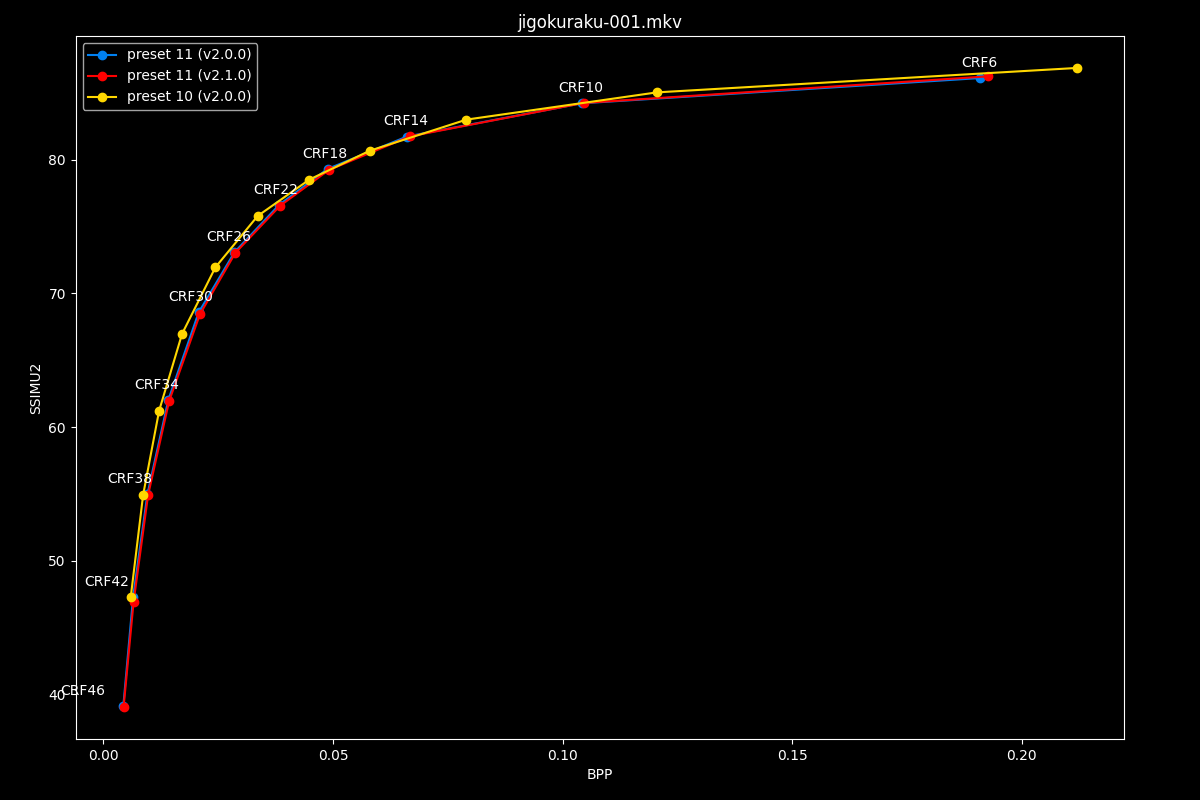 jigokuraku-001.mkv
preset 11 (v2.0.0)
preset 11 (v2.1.0)
preset 10 (v2.0.0)
CRF6
CRF10
CRF14
CRF18
CRF22
CRF26
CRF30
CRF34
CRF38
CRF42
CRF46
80
70
60
50
40
SSIMU2
0.00
0.05
0.10
0.15
0.20
BPP